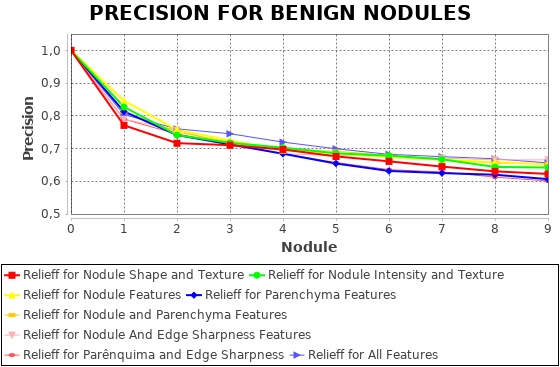 PRECISION FOR BENIGN NODULES
Precision
1,0
0,9
0,8
0,7
0,6
0,5
0 1 2 3 4 5 6 7 8 9
Nodule
Relieff for Nodule Shape and Texture Relieff for Nodule Intensity and Texture
Relieff for Nodule Features Relieff for Parenchyma Features
Relieff for Nodule and Parenchyma Features
Relieff for Nodule And Edge Sharpness Features
Relieff for Parênquima and Edge Sharpness Relieff for All Features